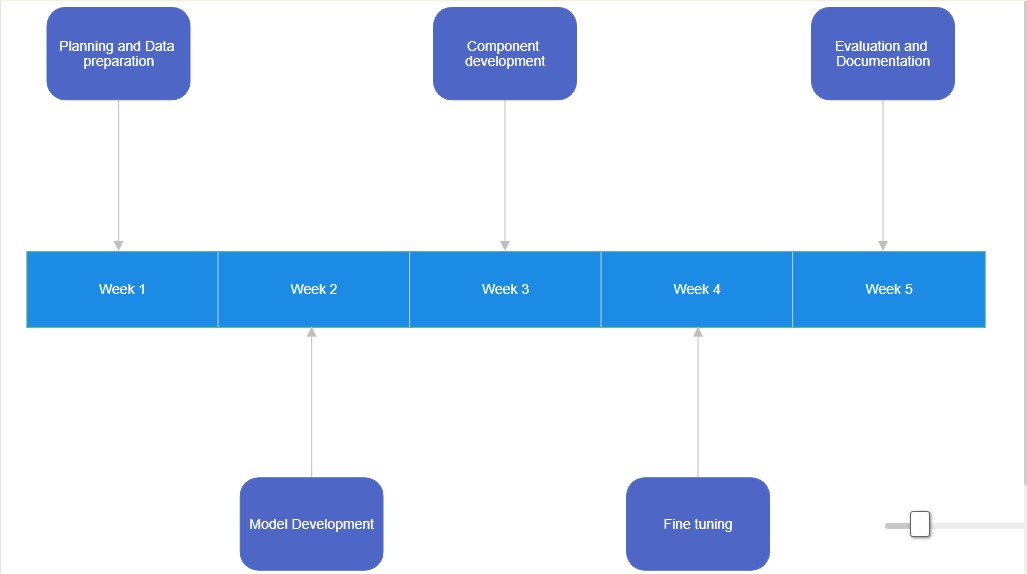 Planning and Data
preparation
Component
development
Evaluation and
Documentation
Week 1
Week 2
Week 3
Week 4
Week 5
Model Development
Fine tuning